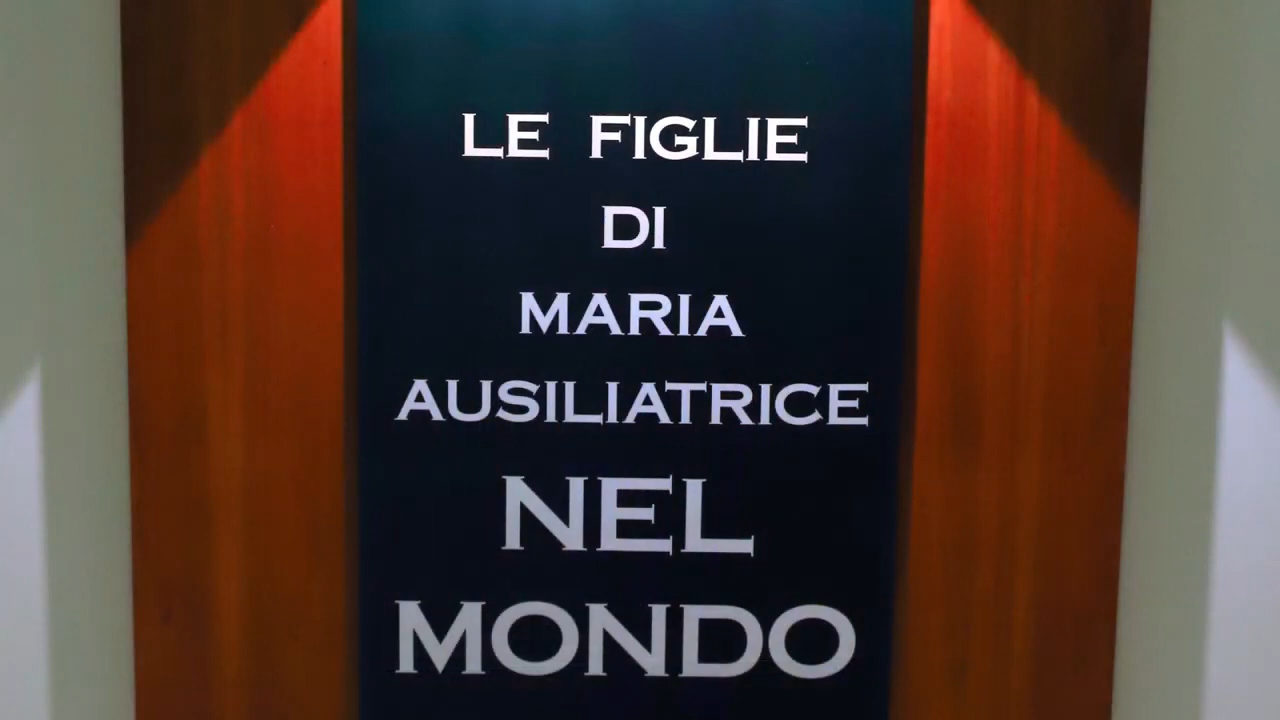 LE FIGLIE
DI
MARIA
AUSILIATRICE
NEL
MONDO